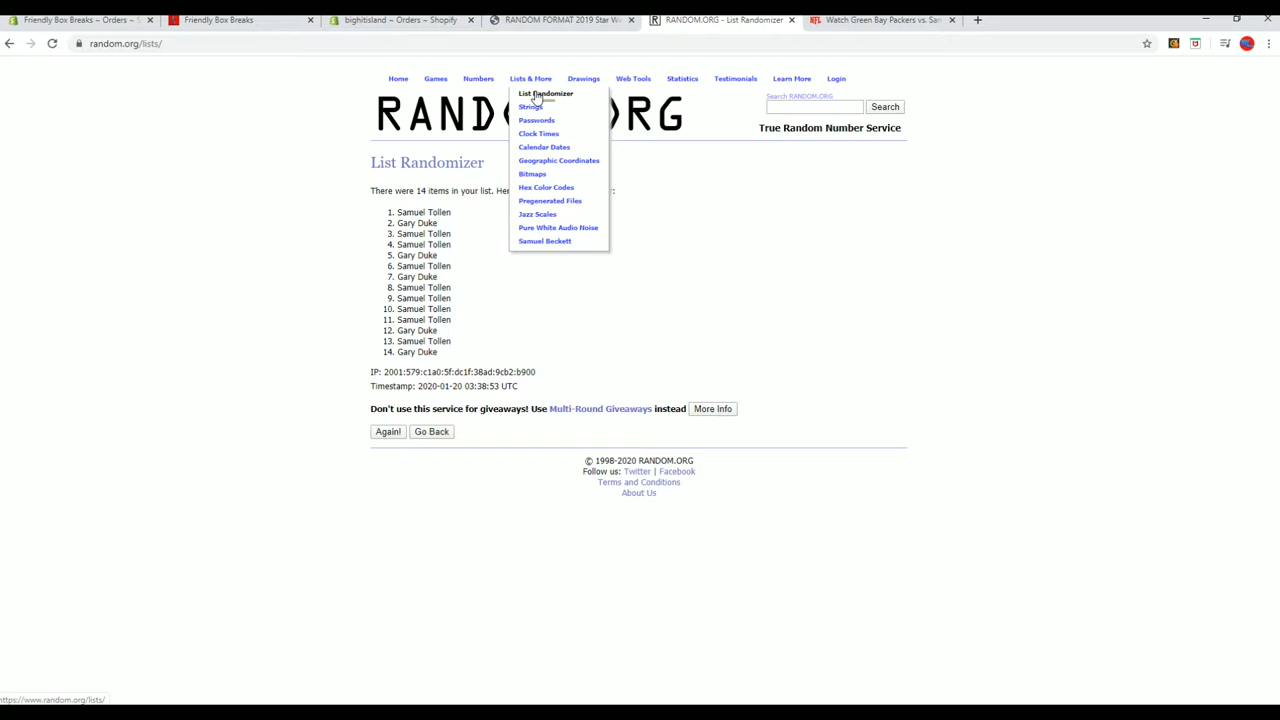 Friendly Box Breaks ~ Orders ~ S
Friendly Box Breaks
bighitisland ~ Orders ~ Shopify
RANDOM FORMAT 2019 Star Wa
RANDOM.ORG - List Randomizer
Watch Green Bay Packers vs. San
random.org/lists/
Home Games Numbers Lists & More Drawings Web Tools Statistics Testimonials Learn More Login
List Randomizer
Strings
Passwords
Clock Times
Calendar Dates
Geographic Coordinates
Bitmaps
Hex Color Codes
Pregenerated Files
Jazz Scales
Pure White Audio Noise
Samuel Beckett
Search RANDOM.ORG
Search
True Random Number Service
List Randomizer
There were 14 items in your list. Her
1. Samuel Tollen
2. Gary Duke
3. Samuel Tollen
4. Samuel Tollen
5. Gary Duke
6. Samuel Tollen
7. Gary Duke
8. Samuel Tollen
9. Samuel Tollen
10. Samuel Tollen
11. Samuel Tollen
12. Gary Duke
13. Samuel Tollen
14. Gary Duke
IP: 2001:579:c1a0:5f:dc1f:38ad:9cb2:b900
Timestamp: 2020-01-20 03:38:53 UTC
Don't use this service for giveaways! Use Multi-Round Giveaways instead More Info
Again! Go Back
© 1998-2020 RANDOM.ORG
Follow us: Twitter | Facebook
Terms and Conditions
About Us
https://www.random.org/lists/